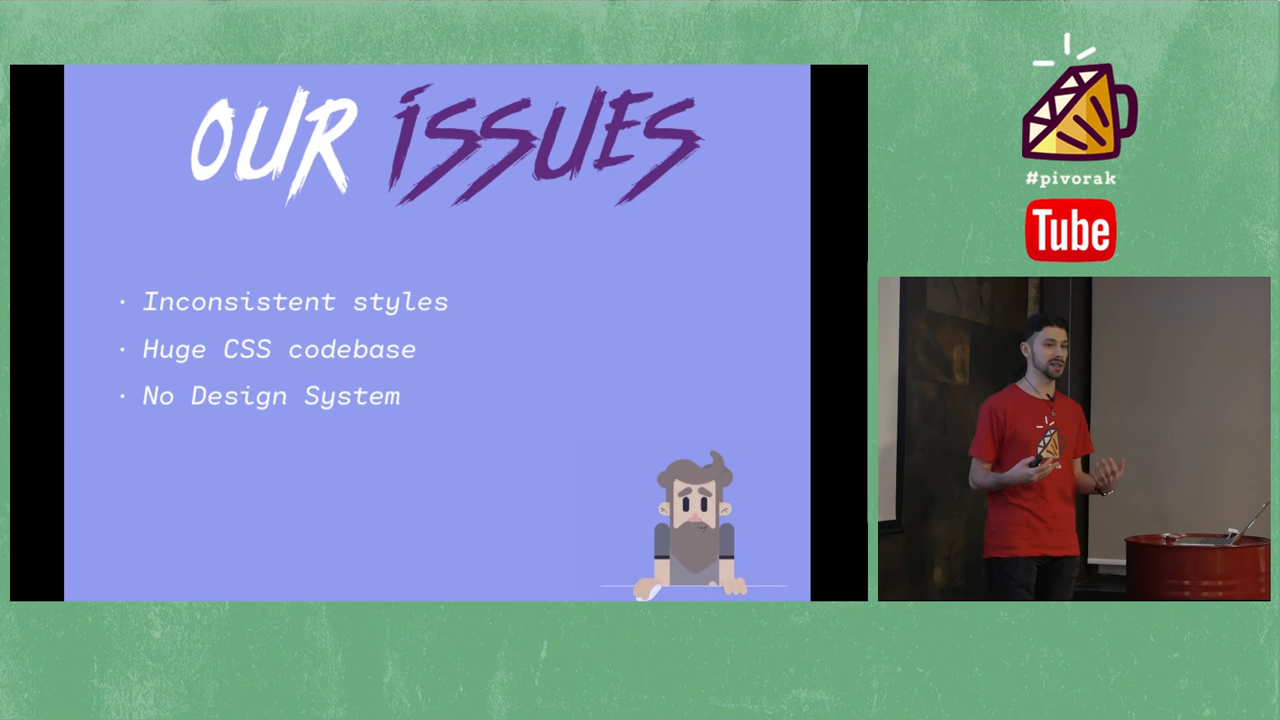 OUR ISSUES
· Inconsistent styles
· Huge CSS codebase
· No Design System
#pivorak
Tube